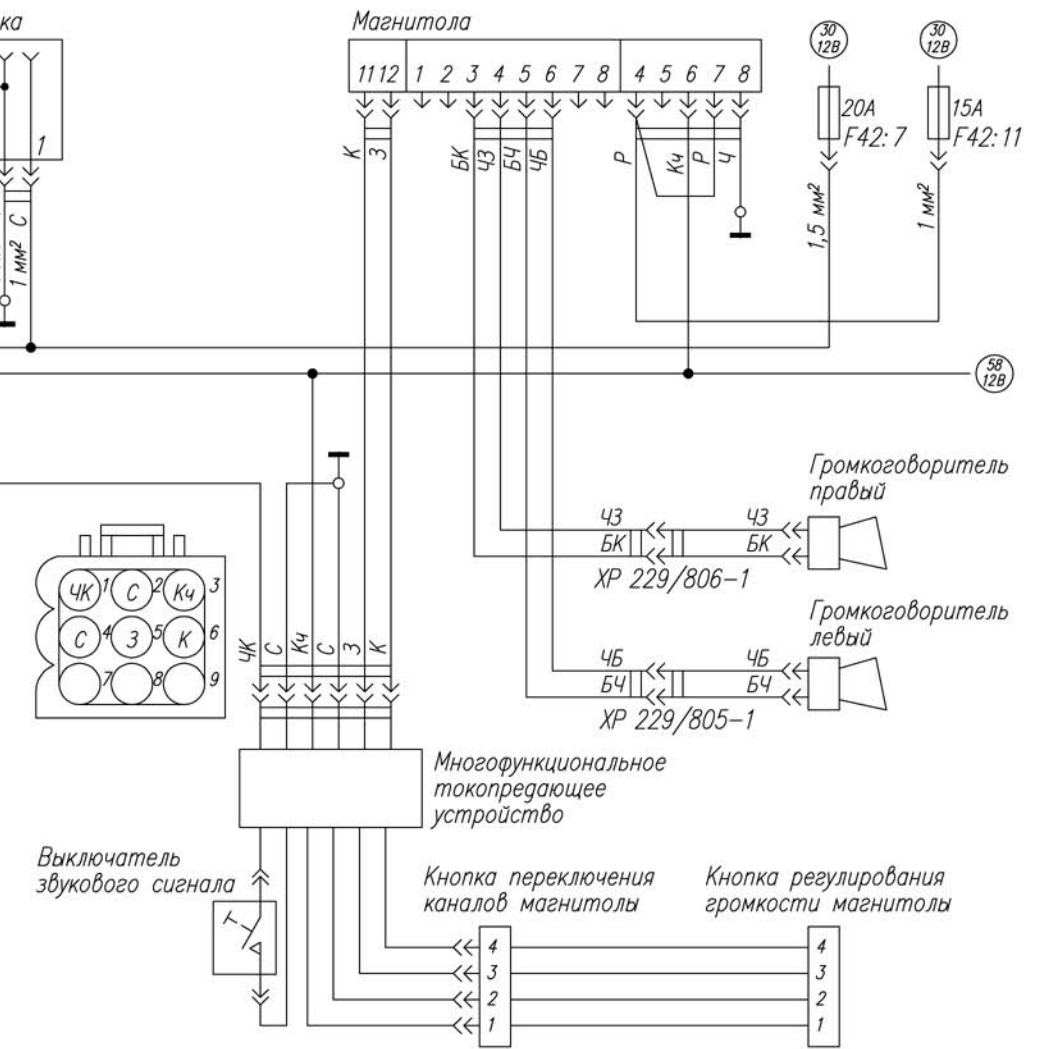 ка
Магнитола
11 12 1 2 3 4 5 6 7 8 4 5 6 7 8
30
12В
30
12В
20А
F42:7
15А
F42:11
1
К
З
БК
ЧЗ
БЧ
ЧБ
Р
Кч
Р
Ч
1,5 мм²
1 мм²
С
1 мм²
58
12В
Громкоговоритель
правый
ЧЗ
ЧЗ
БК
БК
ХР 229/806-1
Громкоговоритель
левый
ЧБ
ЧБ
БЧ
БЧ
ХР 229/805-1
ЧК 1 С 2 Кч 3
С 4 З 5 К 6
7 8 9
ЧК
С
Кч
С
З
К
Многофункциональное
токопредающее
устройство
Выключатель
звукового сигнала
Кнопка переключения
каналов магнитолы
Кнопка регулирования
громкости магнитолы
4 4
3 3
2 2
1 1